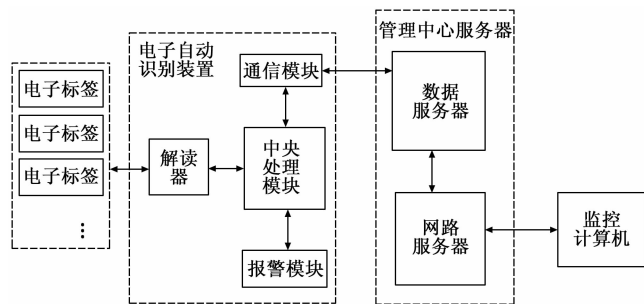 电子标签
电子标签
电子标签
⋮
电子自动
识别装置
解读
器
通信模块
中央
处理
模块
报警模块
管理中心服务器
数据
服务器
网路
服务器
监控
计算机